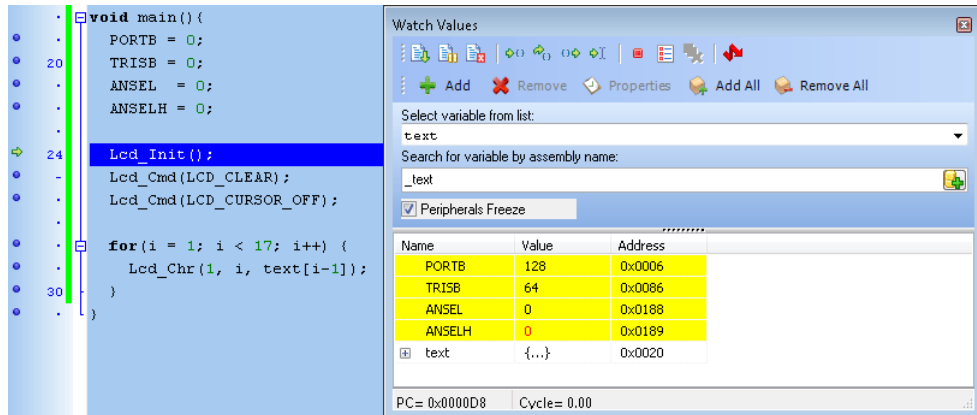 void main(){
PORTB = 0;
20 TRISB = 0;
ANSEL = 0;
ANSELH = 0;
24 Lcd_Init();
Lcd_Cmd(LCD_CLEAR);
Lcd_Cmd(LCD_CURSOR_OFF);
for(i = 1; i < 17; i++) {
Lcd_Chr(1, i, text[i-1]);
30 }
}
Watch Values
Add Remove Properties Add All Remove All
Select variable from list:
text
Search for variable by assembly name:
_text
Peripherals Freeze
Name Value Address
PORTB 128 0x0006
TRISB 64 0x0086
ANSEL 0 0x0188
ANSELH 0 0x0189
text {...} 0x0020
PC= 0x0000D8 Cycle= 0.00